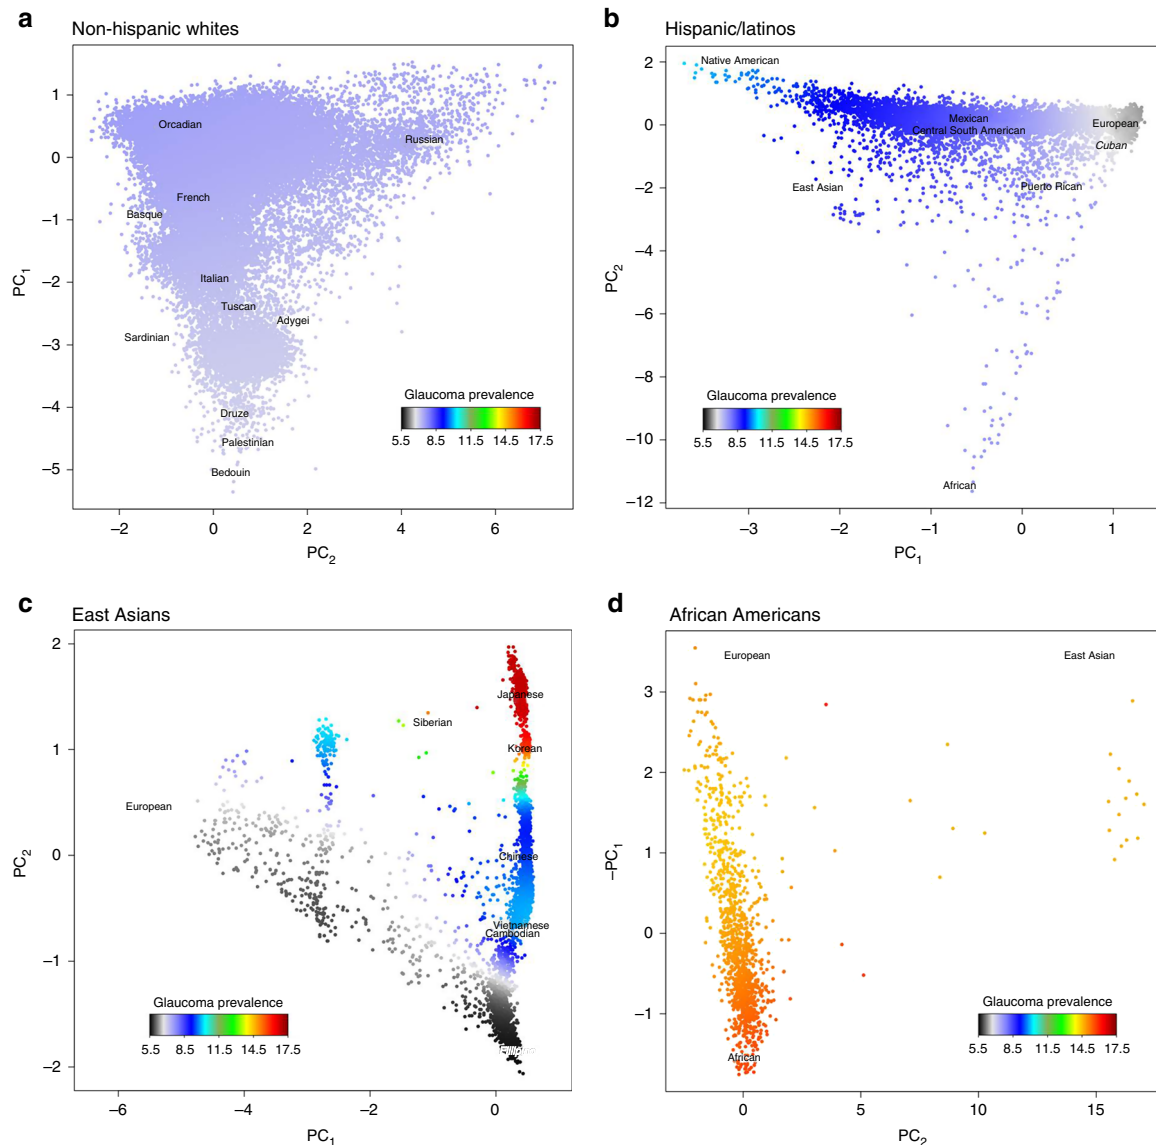 a Non-hispanic whites
1
0
−1
−2
−3
−4
−5
PC1
Orcadian
Russian
French
Basque
Italian
Tuscan
Adygei
Sardinian
Druze
Palestinian
Bedouin
Glaucoma prevalence
5.5 8.5 11.5 14.5 17.5
−2 0 2 4 6
PC2
b Hispanic/latinos
2
0
−2
−4
−6
−8
−10
−12
PC2
Native American
Mexican
Central South American
European
Cuban
East Asian
Puerto Rican
African
Glaucoma prevalence
5.5 8.5 11.5 14.5 17.5
−3 −2 −1 0 1
PC1
c East Asians
2
1
0
−1
−2
PC2
Japanese
Siberian
Korean
European
Chinese
Vietnamese
Cambodian
Fillipino
Glaucoma prevalence
5.5 8.5 11.5 14.5 17.5
−6 −4 −2 0
PC1
d African Americans
3
2
1
0
−1
−PC1
European
East Asian
African
Glaucoma prevalence
5.5 8.5 11.5 14.5 17.5
0 5 10 15
PC2